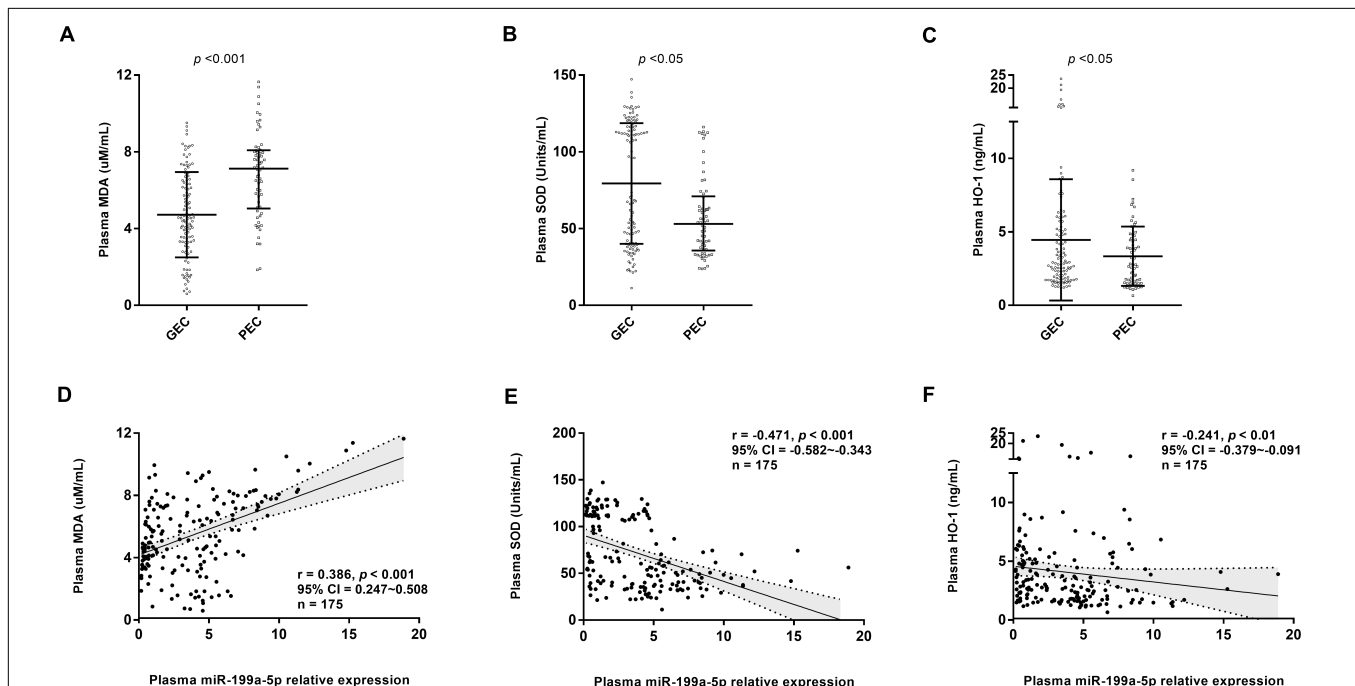 A
p <0.001
Plasma MDA (uM/mL)
12
8
4
0
GEC
PEC
B
p <0.05
Plasma SOD (Units/mL)
150
100
50
0
GEC
PEC
C
p <0.05
Plasma HO-1 (ng/mL)
25
20
10
5
0
GEC
PEC
D
Plasma MDA (uM/mL)
12
8
4
0
r = 0.386, p < 0.001
95% CI = 0.247~0.508
n = 175
0 5 10 15 20
Plasma miR-199a-5p relative expression
E
Plasma SOD (Units/mL)
200
150
100
50
0
r = -0.471, p < 0.001
95% CI = -0.582~-0.343
n = 175
0 5 10 15 20
Plasma miR-199a-5p relative expression
F
Plasma HO-1 (ng/mL)
25
20
10
5
0
r = -0.241, p < 0.01
95% CI = -0.379~-0.091
n = 175
0 5 10 15 20
Plasma miR-199a-5p relative expression